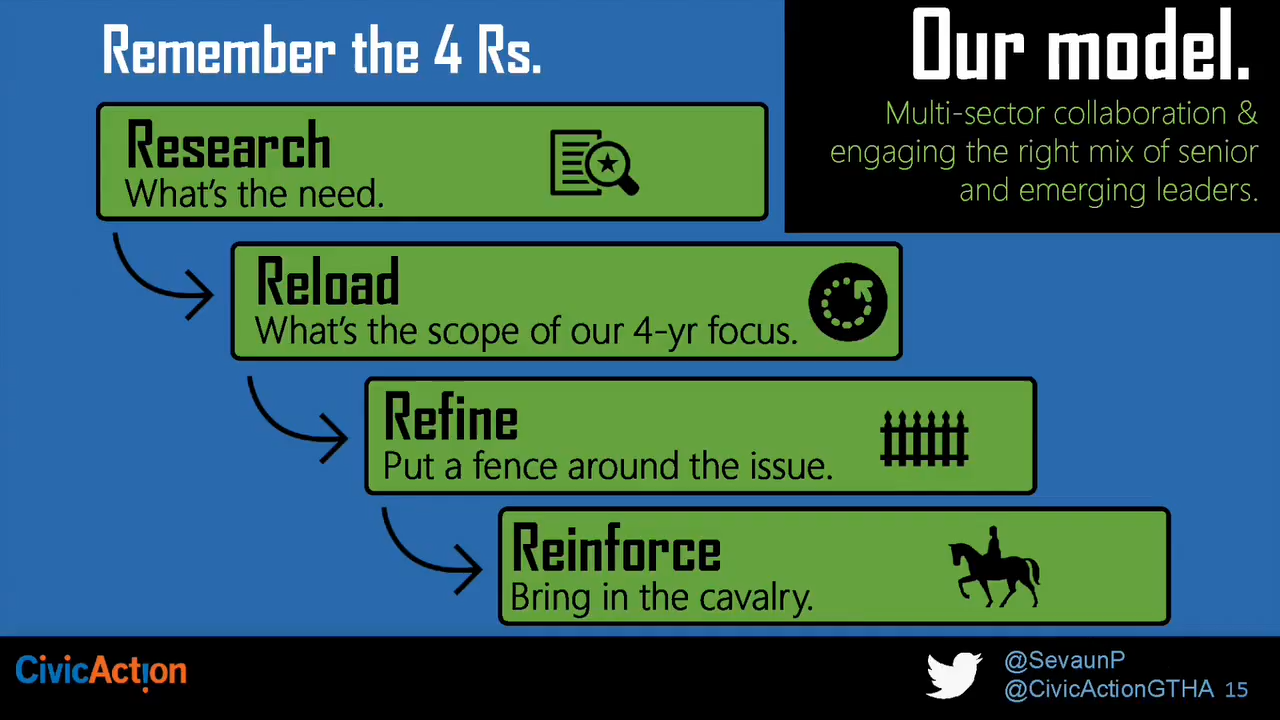 Remember the 4 Rs.
Our model.
Multi-sector collaboration &
engaging the right mix of senior
and emerging leaders.
Research
What's the need.
Reload
What's the scope of our 4-yr focus.
Refine
Put a fence around the issue.
Reinforce
Bring in the cavalry.
CivicAction
@SevaunP
@CivicActionGTHA 15